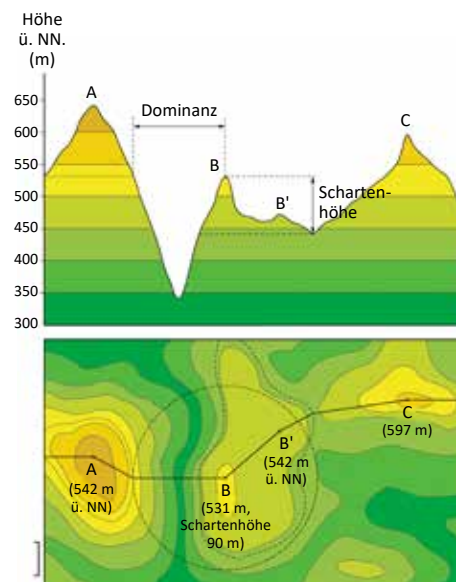 Höhe
ü. NN.
(m)
650
600
550
500
450
400
350
300
A
Dominanz
B
B'
C
Scharten-
höhe
A
(542 m
ü. NN)
B
(531 m,
Schartenhöhe
90 m)
B'
(542 m
ü. NN)
C
(597 m)